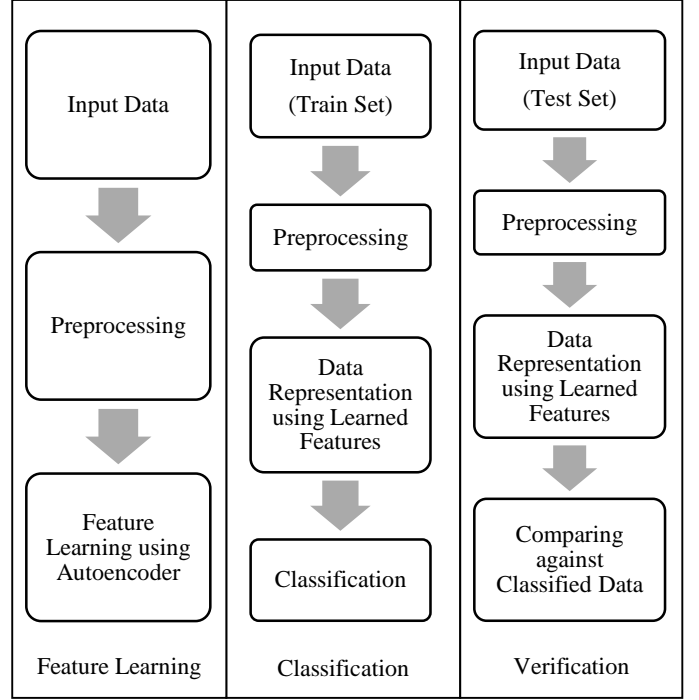 Input Data
Preprocessing
Feature
Learning using
Autoencoder
Feature Learning
Input Data
(Train Set)
Preprocessing
Data
Representation
using Learned
Features
Classification
Classification
Input Data
(Test Set)
Preprocessing
Data
Representation
using Learned
Features
Comparing
against
Classified Data
Verification